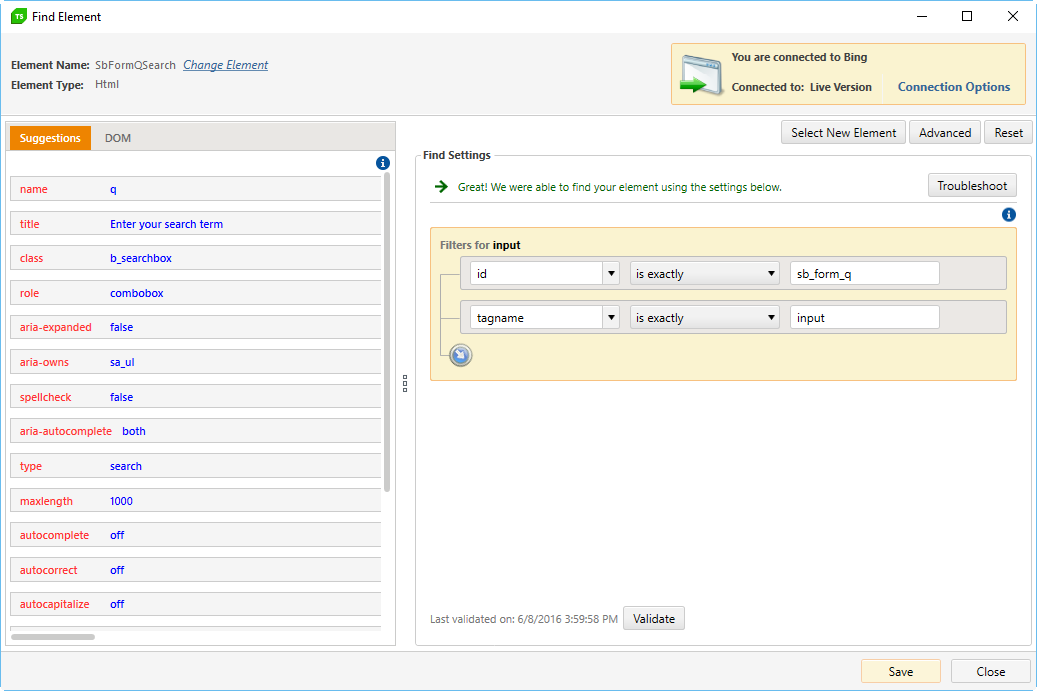 TS Find Element
Element Name: SbFormQSearch Change Element
Element Type: Html
You are connected to Bing
Connected to: Live Version Connection Options
Suggestions DOM
name q
title Enter your search term
class b_searchbox
role combobox
aria-expanded false
aria-owns sa_ul
spellcheck false
aria-autocomplete both
type search
maxlength 1000
autocomplete off
autocorrect off
autocapitalize off
Select New Element Advanced Reset
Find Settings
Great! We were able to find your element using the settings below. Troubleshoot
Filters for input
id is exactly sb_form_q
tagname is exactly input
Last validated on: 6/8/2016 3:59:58 PM Validate
Save Close